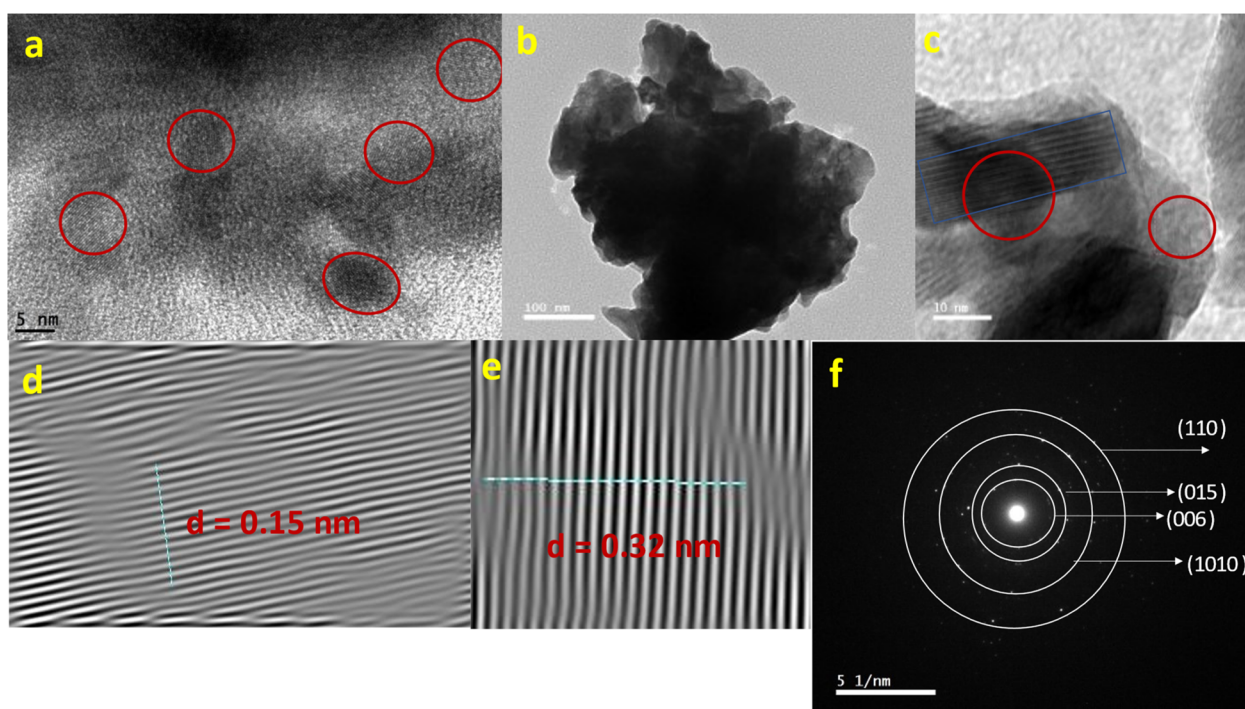 a
b
c
5 nm
100 nm
10 nm
d
d = 0.15 nm
e
d = 0.32 nm
f
(110)
(015)
(006)
(1010)
5 1/nm